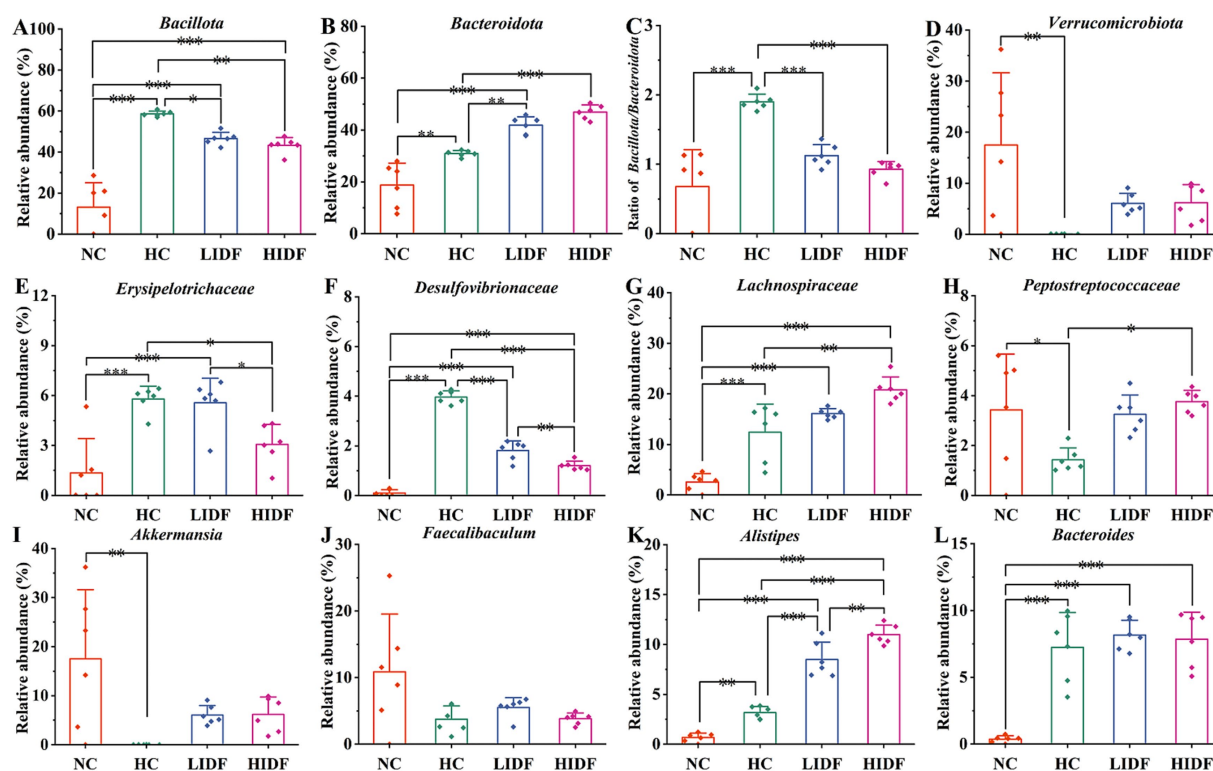 A Bacillota
Relative abundance (%)
100
80
60
40
20
0
***
**
***
***
*
NC HC LIDF HIDF
B Bacteroidota
Relative abundance (%)
80
60
40
20
0
***
***
**
**
NC HC LIDF HIDF
C
Ratio of Bacillota/Bacteroidota
3
2
1
0
***
***
***
NC HC LIDF HIDF
D Verrucomicrobiota
Relative abundance (%)
40
30
20
10
0
**
NC HC LIDF HIDF
E Erysipelotrichaceae
Relative abundance (%)
12
9
6
3
0
*
***
***
*
NC HC LIDF HIDF
F Desulfovibrionaceae
Relative abundance (%)
8
6
4
2
0
***
***
***
***
***
**
NC HC LIDF HIDF
G Lachnospiraceae
Relative abundance (%)
40
30
20
10
0
***
**
***
***
NC HC LIDF HIDF
H Peptostreptococcaceae
Relative abundance (%)
8
6
4
2
0
*
*
NC HC LIDF HIDF
I Akkermansia
Relative abundance (%)
40
30
20
10
0
**
NC HC LIDF HIDF
J Faecalibaculum
Relative abundance (%)
30
20
10
0
NC HC LIDF HIDF
K Alistipes
Relative abundance (%)
20
15
10
5
0
***
***
***
***
**
**
NC HC LIDF HIDF
L Bacteroides
Relative abundance (%)
15
10
5
0
***
***
***
NC HC LIDF HIDF